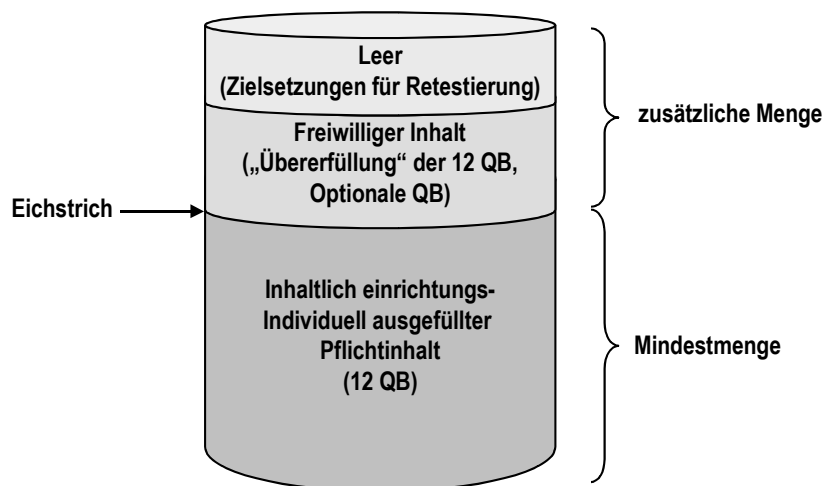 Leer
(Zielsetzungen für Retestierung)
zusätzliche Menge
Freiwilliger Inhalt
(„Übererfüllung“ der 12 QB,
Optionale QB)
Eichstrich
Inhaltlich einrichtungs-
Individuell ausgefüllter
Pflichtinhalt
(12 QB)
Mindestmenge